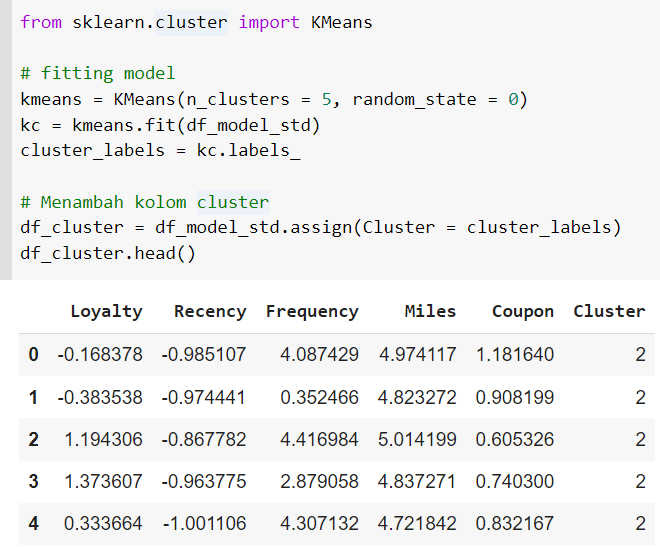 from sklearn.cluster import KMeans
# fitting model
kmeans = KMeans(n_clusters = 5, random_state = 0)
kc = kmeans.fit(df_model_std)
cluster_labels = kc.labels_
# Menambah kolom cluster
df_cluster = df_model_std.assign(Cluster = cluster_labels)
df_cluster.head()
Loyalty Recency Frequency Miles Coupon Cluster
0 -0.168378 -0.985107 4.087429 4.974117 1.181640 2
1 -0.383538 -0.974441 0.352466 4.823272 0.908199 2
2 1.194306 -0.867782 4.416984 5.014199 0.605326 2
3 1.373607 -0.963775 2.879058 4.837271 0.740300 2
4 0.333664 -1.001106 4.307132 4.721842 0.832167 2